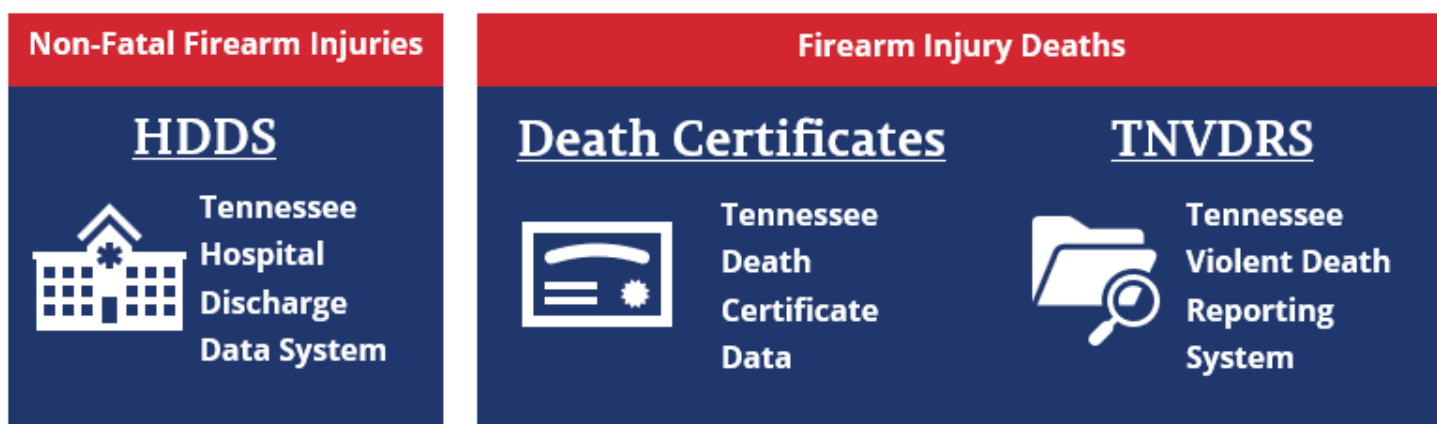 Non-Fatal Firearm Injuries
HDDS
Tennessee
Hospital
Discharge
Data System
Firearm Injury Deaths
Death Certificates
Tennessee
Death
Certificate
Data
TNVDRS
Tennessee
Violent Death
Reporting
System